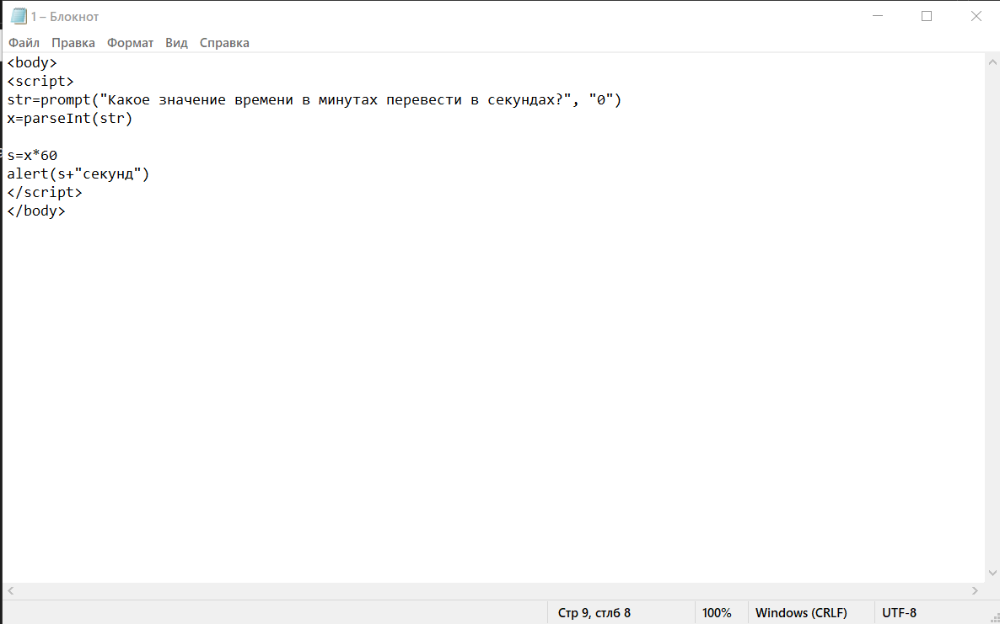 1 – Блокнот
Файл Правка Формат Вид Справка
<body>
<script>
str=prompt("Какое значение времени в минутах перевести в секундах?", "0")
x=parseInt(str)
s=x*60
alert(s+"секунд")
</script>
</body>
Стр 9, стлб 8 100% Windows (CRLF) UTF-8